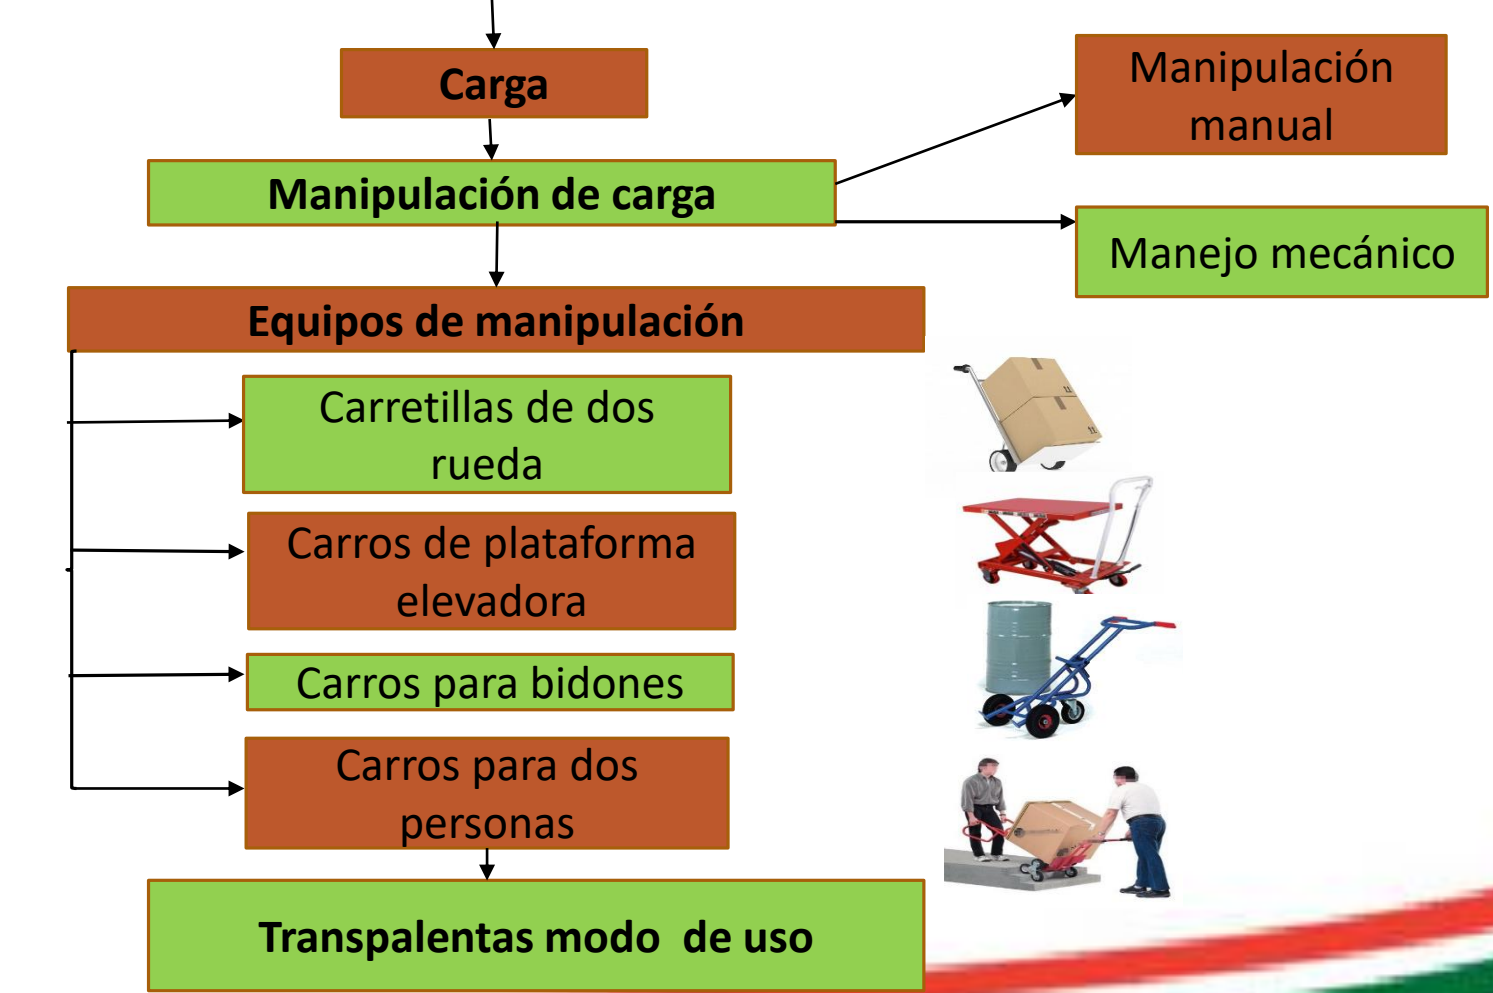 Carga
Manipulación
manual
Manipulación de carga
Manejo mecánico
Equipos de manipulación
Carretillas de dos
rueda
Carros de plataforma
elevadora
Carros para bidones
Carros para dos
personas
Transpalentas modo  de uso